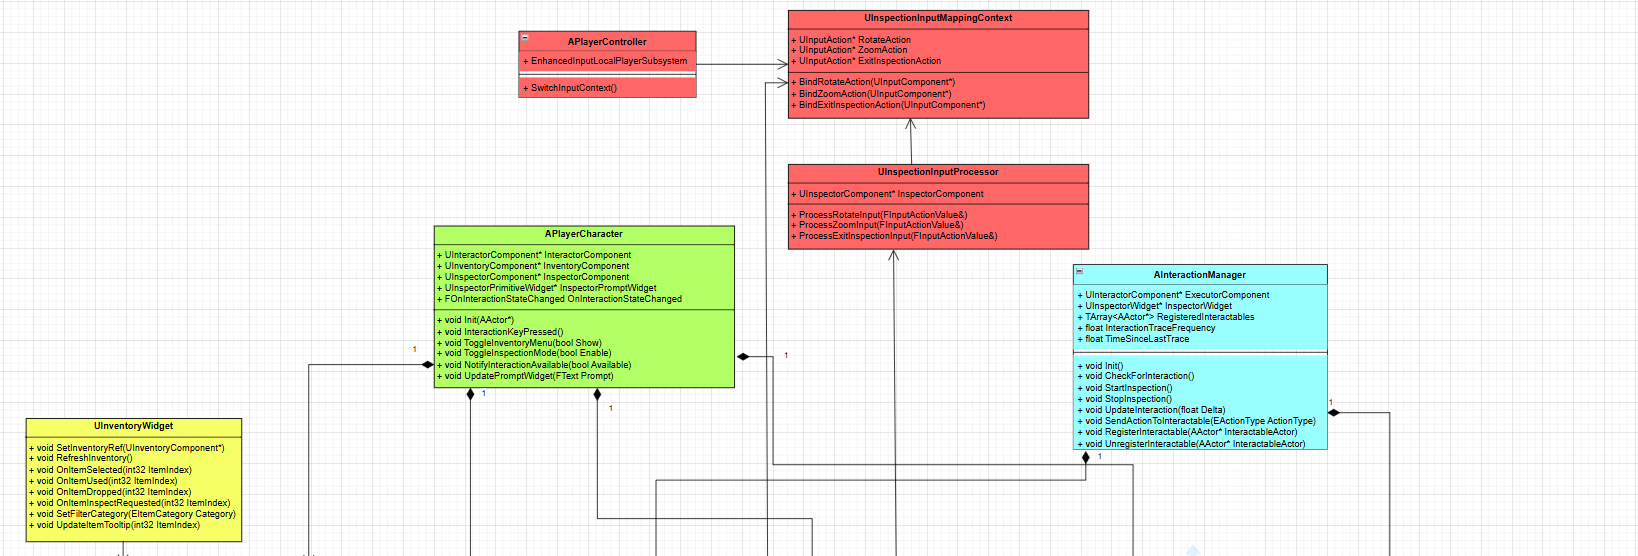 UInspectionInputMappingContext
+ UInputAction* RotateAction
+ UInputAction* ZoomAction
+ UInputAction* ExitInspectionAction
+ BindRotateAction(UInputComponent*)
+ BindZoomAction(UInputComponent*)
+ BindExitInspectionAction(UInputComponent*)
APlayerController
+ EnhancedInputLocalPlayerSubsystem
+ SwitchInputContext()
UInspectionInputProcessor
+ UInspectorComponent* InspectorComponent
+ ProcessRotateInput(FInputActionValue&)
+ ProcessZoomInput(FInputActionValue&)
+ ProcessExitInspectionInput(FInputActionValue&)
APlayerCharacter
+ UInteractorComponent* InteractorComponent
+ UInventoryComponent* InventoryComponent
+ UInspectorComponent* InspectorComponent
+ UInspectorPrimitiveWidget* InspectorPromptWidget
+ FOnInteractionStateChanged OnInteractionStateChanged
+ void Init(AActor*)
+ void InteractionKeyPressed()
+ void ToggleInventoryMenu(bool Show)
+ void ToggleInspectionMode(bool Enable)
+ void NotifyInteractionAvailable(bool Available)
+ void UpdatePromptWidget(FText Prompt)
1
1
1
1
AInteractionManager
+ UInteractorComponent* ExecutorComponent
+ UInspectorWidget* InspectorWidget
+ TArray<AActor*> RegisteredInteractables
+ float InteractionTraceFrequency
+ float TimeSinceLastTrace
+ void Init()
+ void CheckForInteraction()
+ void StartInspection()
+ void StopInspection()
+ void UpdateInteraction(float Delta)
+ void SendActionToInteractable(EActionType ActionType)
+ void RegisterInteractable(AActor* InteractableActor)
+ void UnregisterInteractable(AActor* InteractableActor)
1
1
UInventoryWidget
+ void SetInventoryRef(UInventoryComponent*)
+ void RefreshInventory()
+ void OnItemSelected(int32 ItemIndex)
+ void OnItemUsed(int32 ItemIndex)
+ void OnItemDropped(int32 ItemIndex)
+ void OnItemInspectRequested(int32 ItemIndex)
+ void SetFilterCategory(EItemCategory Category)
+ void UpdateItemTooltip(int32 ItemIndex)